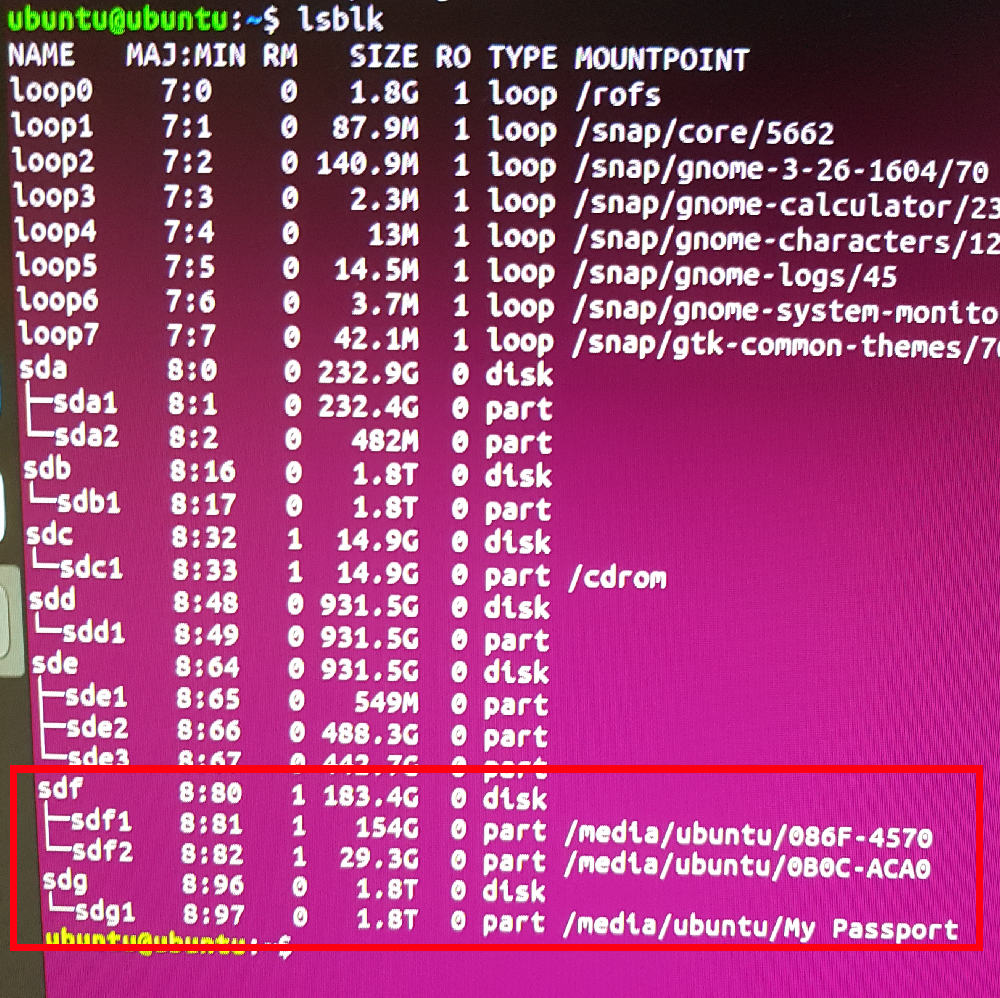 ubuntu@ubuntu:~$ lsblk
NAME MAJ:MIN RM SIZE RO TYPE MOUNTPOINT
loop0 7:0 0 1.8G 1 loop /rofs
loop1 7:1 0 87.9M 1 loop /snap/core/5662
loop2 7:2 0 140.9M 1 loop /snap/gnome-3-26-1604/70
loop3 7:3 0 2.3M 1 loop /snap/gnome-calculator/23
loop4 7:4 0 13M 1 loop /snap/gnome-characters/12
loop5 7:5 0 14.5M 1 loop /snap/gnome-logs/45
loop6 7:6 0 3.7M 1 loop /snap/gnome-system-monito
loop7 7:7 0 42.1M 1 loop /snap/gtk-common-themes/7
sda 8:0 0 232.9G 0 disk
├─sda1 8:1 0 232.4G 0 part
└─sda2 8:2 0 482M 0 part
sdb 8:16 0 1.8T 0 disk
└─sdb1 8:17 0 1.8T 0 part
sdc 8:32 1 14.9G 0 disk
└─sdc1 8:33 1 14.9G 0 part /cdrom
sdd 8:48 0 931.5G 0 disk
└─sdd1 8:49 0 931.5G 0 part
sde 8:64 0 931.5G 0 disk
├─sde1 8:65 0 549M 0 part
├─sde2 8:66 0 488.3G 0 part
└─sde3 8:67 0 442.7G 0 part
sdf 8:80 1 183.4G 0 disk
├─sdf1 8:81 1 154G 0 part /media/ubuntu/086F-4570
└─sdf2 8:82 1 29.3G 0 part /media/ubuntu/0B0C-ACA0
sdg 8:96 0 1.8T 0 disk
└─sdg1 8:97 0 1.8T 0 part /media/ubuntu/My Passport
ubuntu@ubuntu:~$